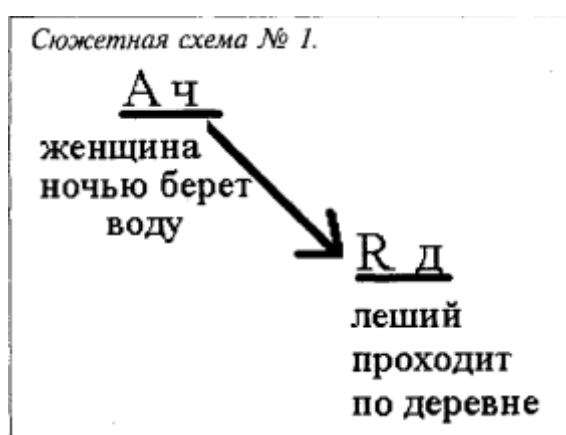 Сюжетная схема № 1.
А ч
женщина
ночью берет
воду
R д
леший
проходит
по деревне